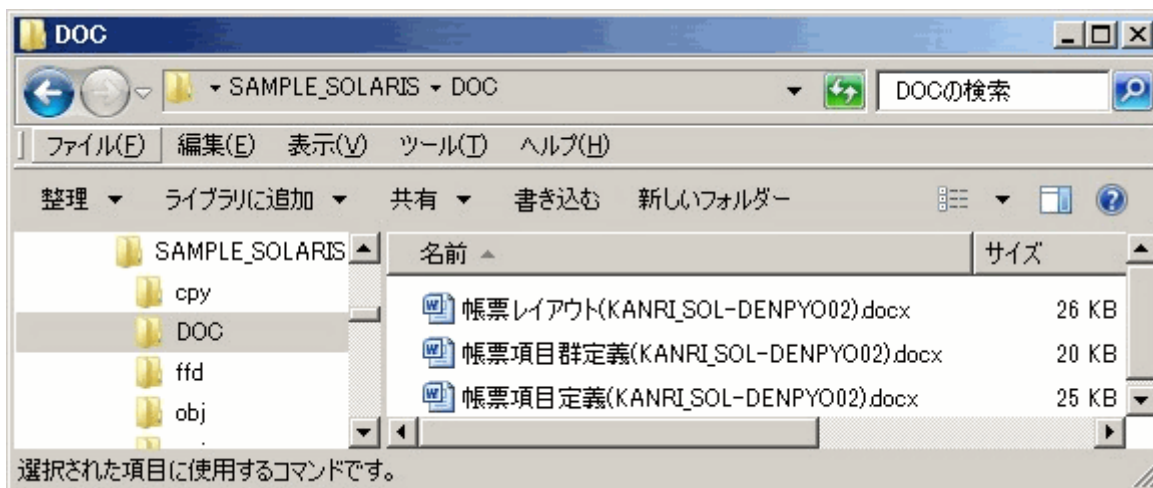 DOC
SAMPLE_SOLARIS DOC DOCの検索
ファイル(F) 編集(E) 表示(V) ツール(T) ヘルプ(H)
整理 ライブラリに追加 共有 書き込む 新しいフォルダー
SAMPLE_SOLARIS 名前 サイズ
cpy
帳票レイアウト(KANRI_SOL-DENPYO02).docx 26 KB
DOC
帳票項目群定義(KANRI_SOL-DENPYO02).docx 20 KB
ffd
帳票項目定義(KANRI_SOL-DENPYO02).docx 25 KB
obj
選択された項目に使用するコマンドです。